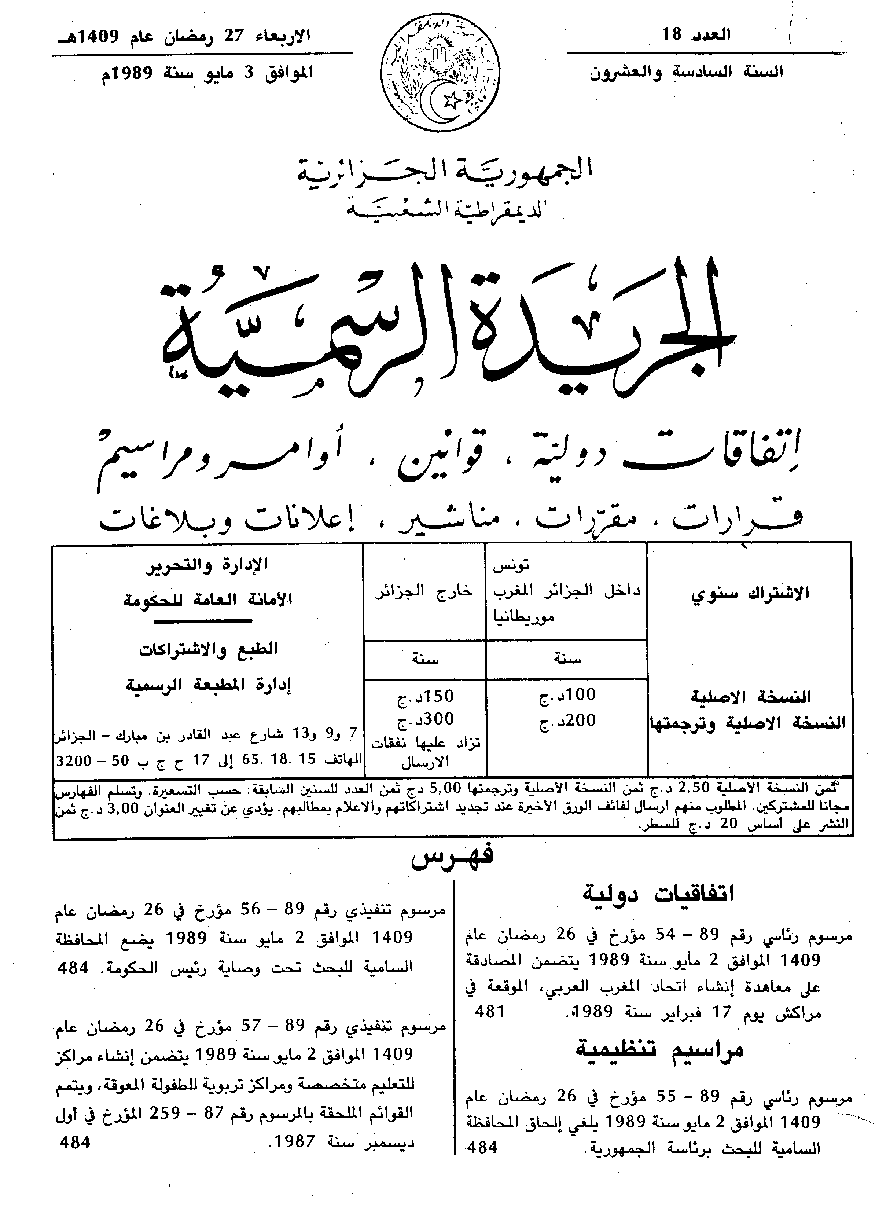 العدد 18
السنة السادسة والعشرون
الاربعاء 27 رمضان عام 1409هـ
الموافق 3 مايو سنة 1989م
الجمهورية الجزائرية
الديمقراطية الشعبية
الجريدة الرسمية
إتفاقات دولية ، قوانين ، أوامر ومراسيم
قرارات ، مقررات ، مناشير ، إعلانات وبلاغات
الاشتراك سنوي
تونس
داخل الجزائر المغرب
موريطانيا
خارج الجزائر
سنة
سنة
النسخة الاصلية
النسخة الاصلية وترجمتها
100د.ج
200د.ج
150د.ج
300د.ج
تزاد عليها نفقات
الارسال
الإدارة والتحرير
الأمانة العامة للحكومة
الطبع والاشتراكات
إدارة المطبعة الرسمية
7 و9 و13 شارع عبد القادر بن مبارك – الجزائر
الهاتف 15 .18 .65 إلى 17 ح ج ب 50 – 3200
ثمن النسخة الاصلية 2,50 د.ج ثمن النسخة الاصلية وترجمتها 5,00 دج ثمن العدد للسنين السابقة: حسب التسعيرة. وتسلم الفهارس
مجانا للمشتركين. المطلوب منهم ارسال لفائف الورق الأخيرة عند تجديد اشتراكاتهم والاعلام بمطالبهم. يؤدي عن تغيير العنوان 3,00 د.ج ثمن
النشر على أساس 20 د.ج للسطر.
فهرس
اتفاقيات دولية
مرسوم رئاسي رقم 89 – 54 مؤرخ في 26 رمضان عام
1409 الموافق 2 مايو سنة 1989 يتضمن المصادقة
على معاهدة إنشاء اتحاد المغرب العربي، الموقعة في
مراكش يوم 17 فبراير سنة 1989. 481
مراسيم تنظيمية
مرسوم رئاسي رقم 89 – 55 مؤرخ في 26 رمضان عام
1409 الموافق 2 مايو سنة 1989 يلغي إلحاق المحافظة
السامية للبحث برئاسة الجمهورية. 484
مرسوم تنفيذي رقم 89 – 56 مؤرخ في 26 رمضان عام
1409 الموافق 2 مايو سنة 1989 يضع المحافظة
السامية للبحث تحت وصاية رئيس الحكومة. 484
مرسوم تنفيذي رقم 89 – 57 مؤرخ في 26 رمضان عام
1409 الموافق 2 مايو سنة 1989 يتضمن إنشاء مراكز
للتعليم متخصصة ومراكز تربوية للطفولة المعوقة، ويتمم
القوائم الملحقة بالمرسوم رقم 87 – 259 المؤرخ في أول
ديسمبر سنة 1987. 484